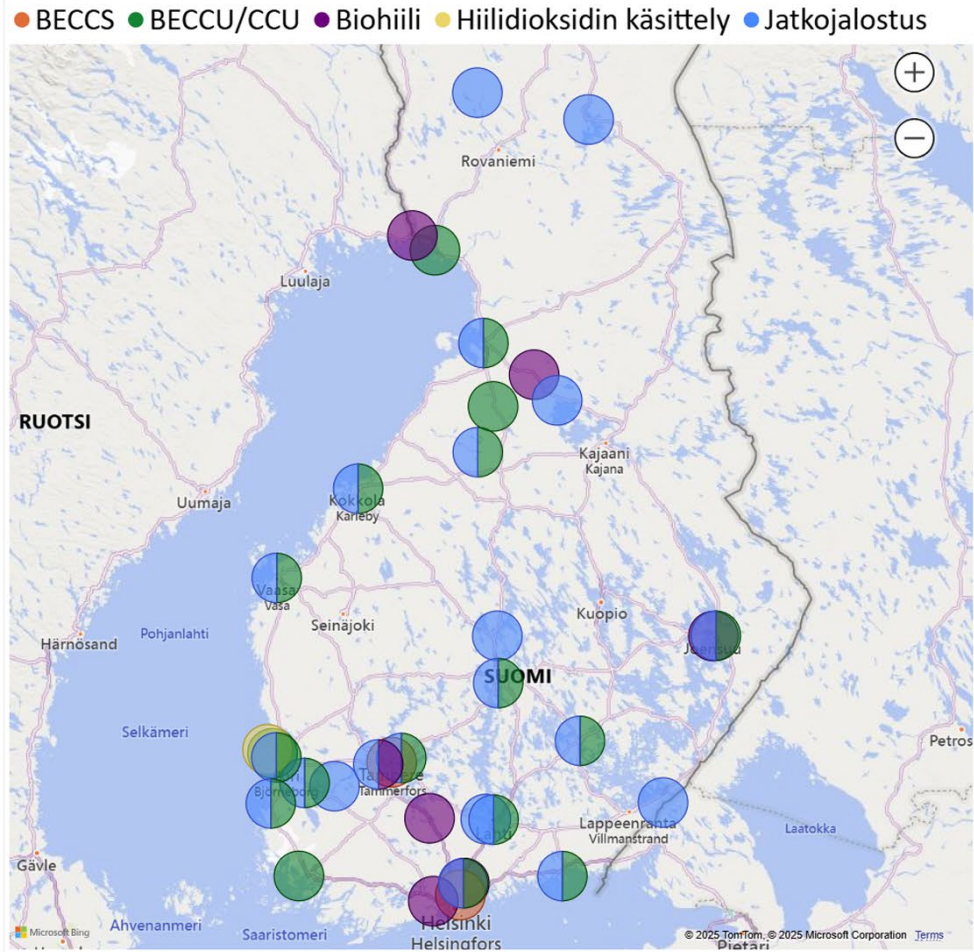 BECCS BECCU/CCU Biohiili Hiilidioksidin käsittely Jatkojalostus
Rovaniemi
Luulaja
RUOTSI
Kajaani
Kajana
Uumaja
Kokkola
Karleby
Vaasa
Vasa
Kuopio
Seinäjoki
Härnösand
Pohjanlahti
Joensuu
SUOMI
Selkämeri
Petros
Tampere
Björneborg
Tammerfors
Lappeenranta
Villmanstrand
Laatokka
Lahti
Gävle
Helsinki
Ahvenanmeri
Saaristomeri
Helsingfors
Pietari
Microsoft Bing
© 2025 TomTom, © 2025 Microsoft Corporation Terms